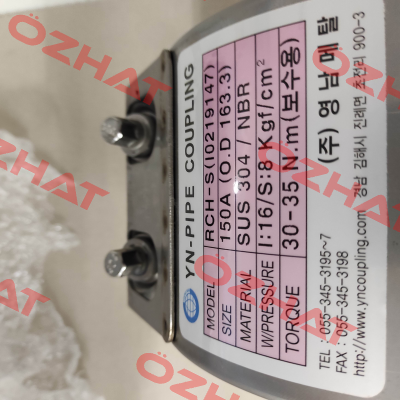 YN-PIPE COUPLING
MODEL RCH-S(I0219147)
SIZE 150A (O.D 163.3)
MATERIAL SUS 304 / NBR
W/PRESSURE I:16/S:8 Kgf/cm²
TORQUE 30-35 N.m(보수용)
(주) 영남메탈
TEL : 055-345-3195~7 경남 김해시 진례면 초전리 900-3
FAX : 055-345-3198
http://www.yncoupling.com
ÖZHAT
ÖZHAT
ÖZHAT
ÖZHAT
ÖZHAT
ÖZHAT